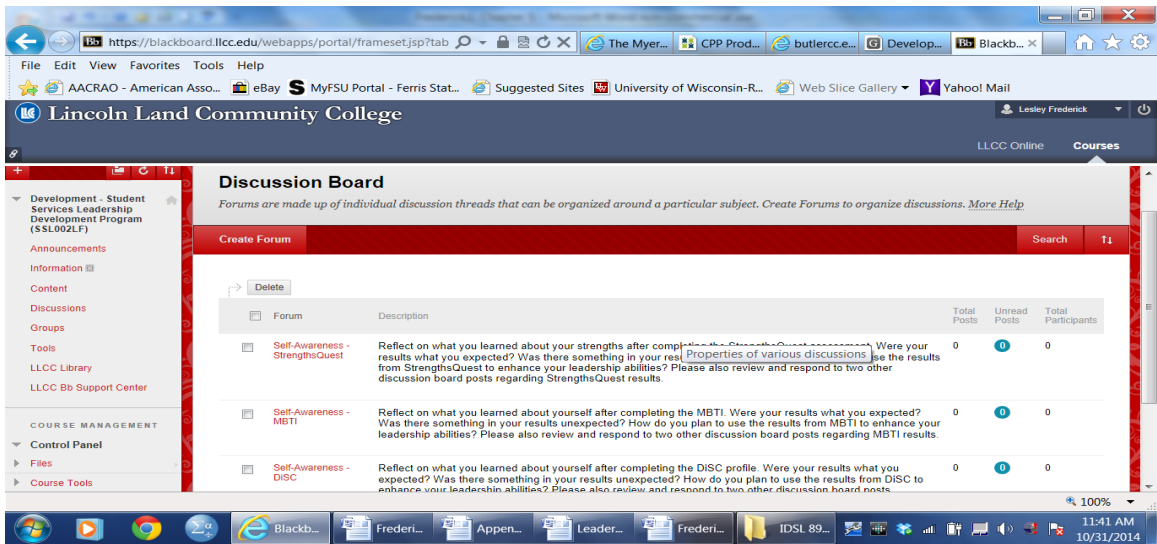 https://blackboard.llcc.edu/webapps/portal/frameset.jsp?tab
The Myer...
CPP Prod...
butlercc.e...
Develop...
Blackb...
File Edit View Favorites Tools Help
AACRAO - American Asso...
eBay
MyFSU Portal - Ferris Stat...
Suggested Sites
University of Wisconsin-R...
Web Slice Gallery
Yahoo! Mail
Lincoln Land Community College
Lesley Frederick
LLCC Online
Courses
Development - Student
Services Leadership
Development Program
(SSL002LF)
Announcements
Information
Content
Discussions
Groups
Tools
LLCC Library
LLCC Bb Support Center
COURSE MANAGEMENT
Control Panel
Files
Course Tools
Discussion Board
Forums are made up of individual discussion threads that can be organized around a particular subject. Create Forums to organize discussions. More Help
Create Forum
Search
Delete
Forum
Description
Total
Posts
Unread
Posts
Total
Participants
Self-Awareness -
StrengthsQuest
Reflect on what you learned about your strengths after completing the StrengthsQuest assessment. Were your
results what you expected? Was there something in your res
Properties of various discussions
se the results
from StrengthsQuest to enhance your leadership abilities? Please also review and respond to two other
discussion board posts regarding StrengthsQuest results.
0
0
0
Self-Awareness -
MBTI
Reflect on what you learned about yourself after completing the MBTI. Were your results what you expected?
Was there something in your results unexpected? How do you plan to use the results from MBTI to enhance your
leadership abilities? Please also review and respond to two other discussion board posts regarding MBTI results.
0
0
0
Self-Awareness -
DiSC
Reflect on what you learned about yourself after completing the DiSC profile. Were your results what you
expected? Was there something in your results unexpected? How do you plan to use the results from DiSC to
enhance your leadership abilities? Please also review and respond to two other discussion board posts
0
0
0
100%
Blackb...
Frederi...
Appen...
Leader...
Frederi...
IDSL 89...
11:41 AM
10/31/2014